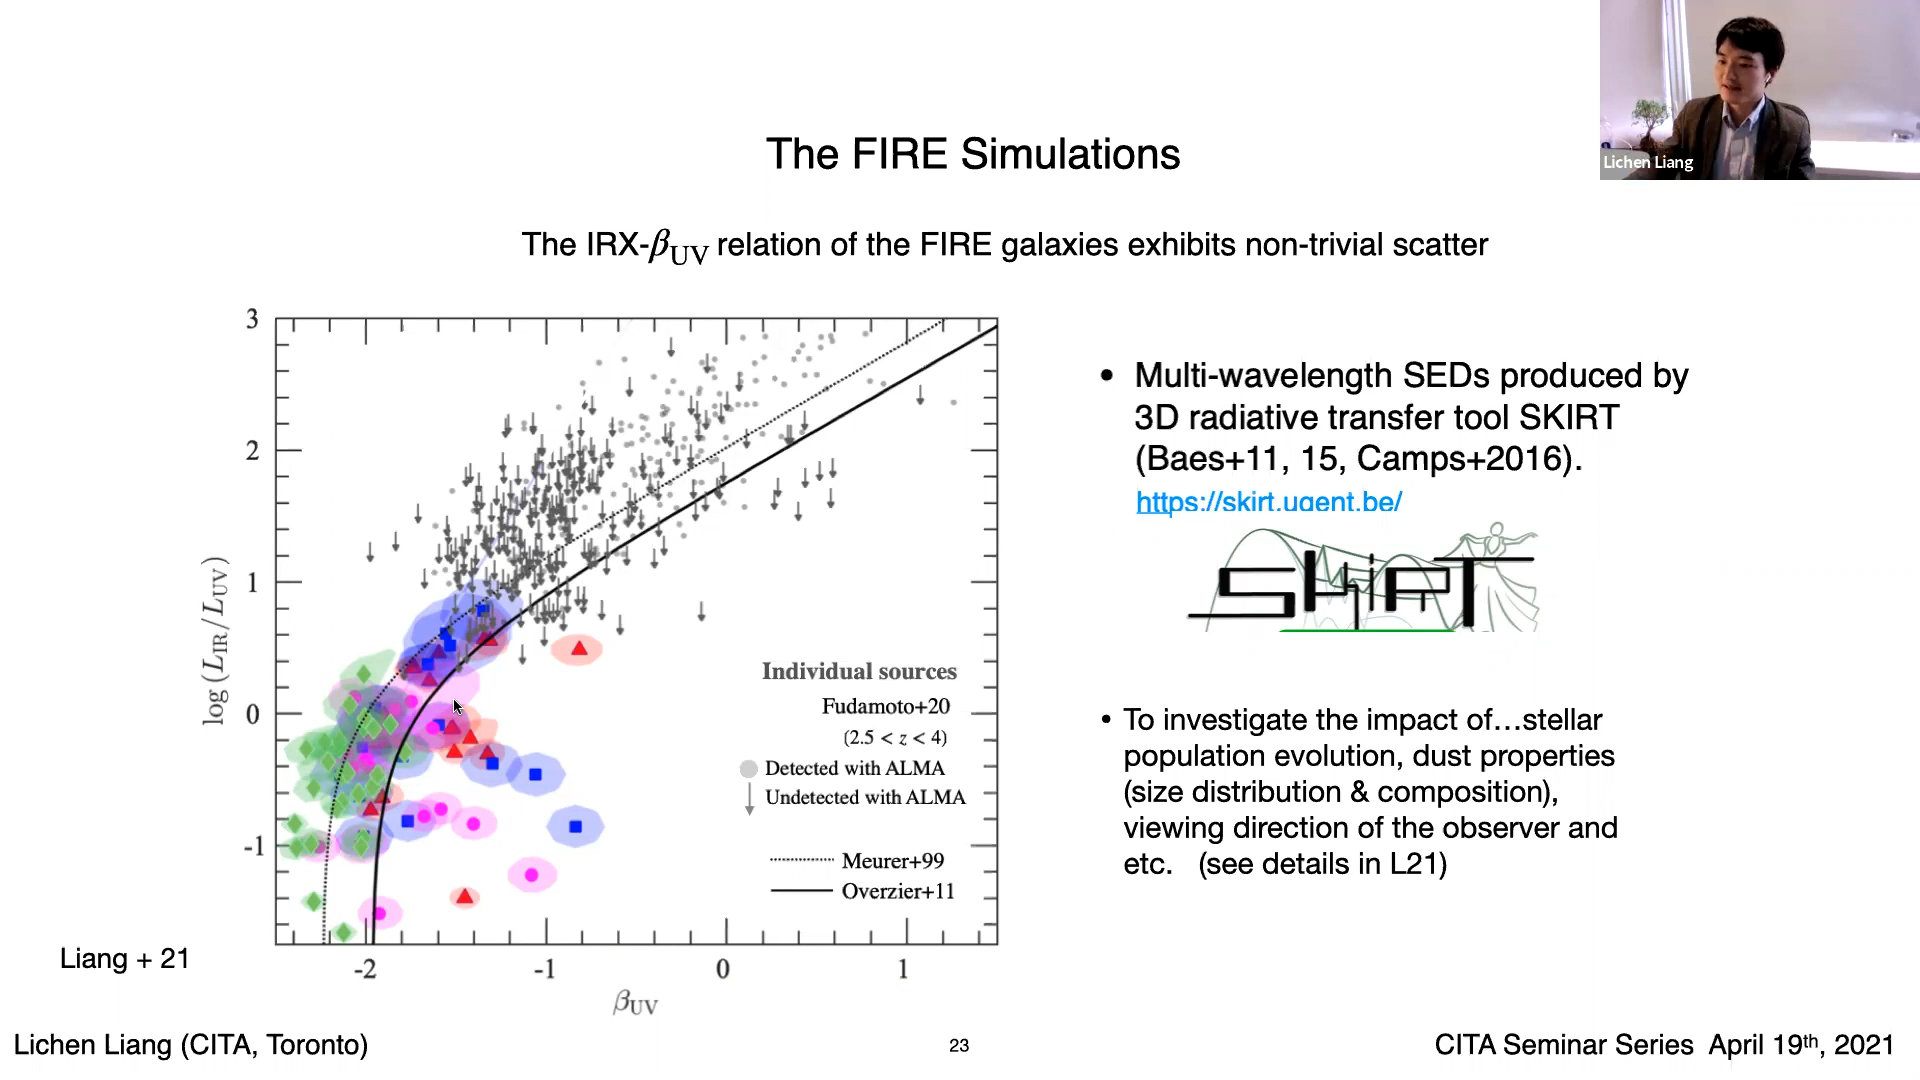 Lichen Liang
The FIRE Simulations
The IRX-βUV relation of the FIRE galaxies exhibits non-trivial scatter
3
2
1
0
-1
-2
-1
0
1
log (LIR/LUV)
βUV
Individual sources
Fudamoto+20
(2.5 < z < 4)
Detected with ALMA
Undetected with ALMA
Meurer+99
Overzier+11
• Multi-wavelength SEDs produced by
3D radiative transfer tool SKIRT
(Baes+11, 15, Camps+2016).
https://skirt.ugent.be/
SKIRT
• To investigate the impact of…stellar
population evolution, dust properties
(size distribution & composition),
viewing direction of the observer and
etc. (see details in L21)
Liang + 21
Lichen Liang (CITA, Toronto)
23
CITA Seminar Series April 19th, 2021